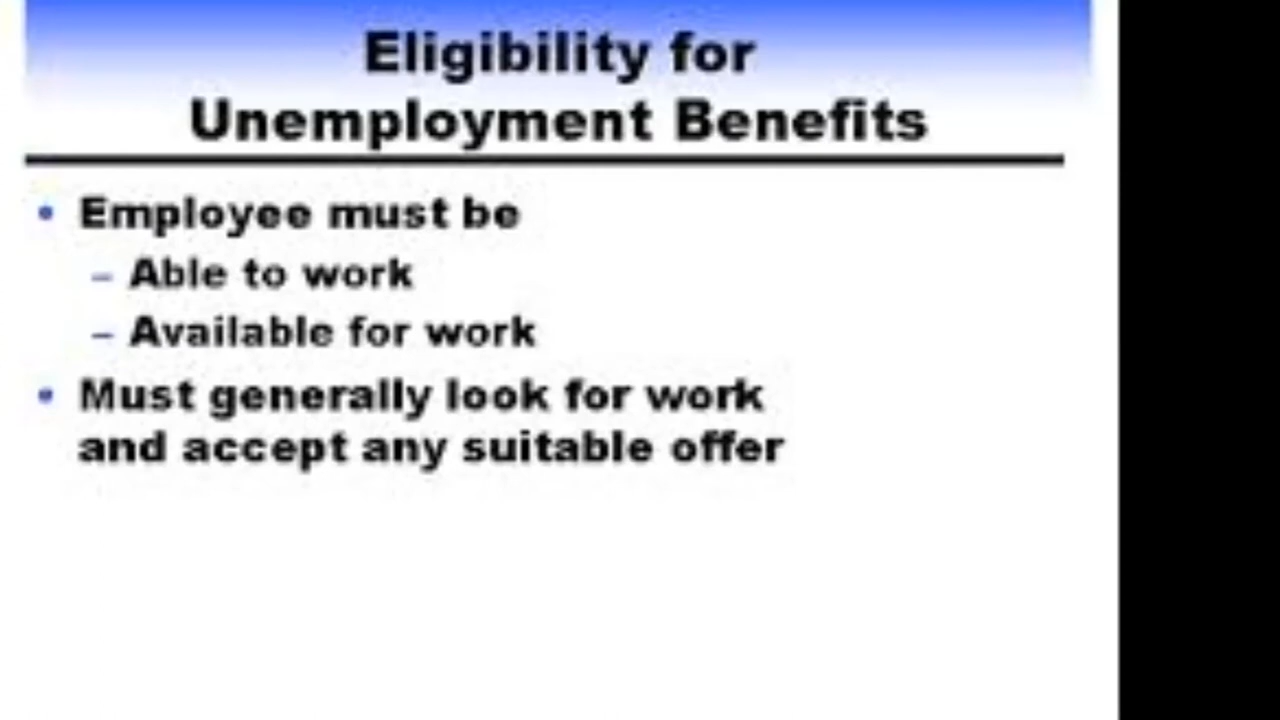 Eligibility for
Unemployment Benefits
• Employee must be
– Able to work
– Available for work
• Must generally look for work
and accept any suitable offer